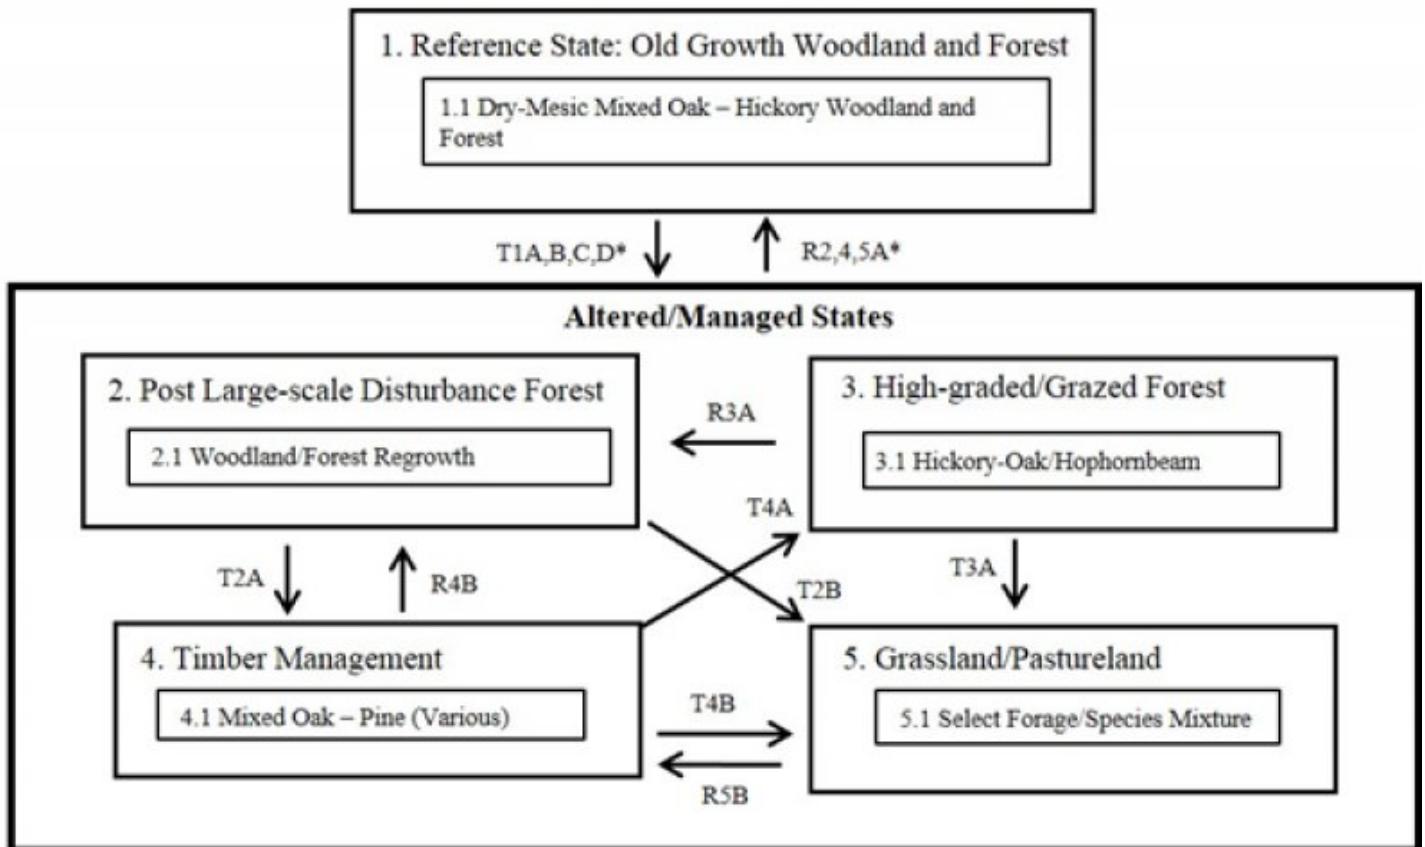 1. Reference State: Old Growth Woodland and Forest
1.1 Dry-Mesic Mixed Oak – Hickory Woodland and
Forest
T1A,B,C,D*
R2,4,5A*
Altered/Managed States
2. Post Large-scale Disturbance Forest
2.1 Woodland/Forest Regrowth
R3A
3. High-graded/Grazed Forest
3.1 Hickory-Oak/Hophornbeam
T4A
T2A
R4B
T2B
T3A
4. Timber Management
4.1 Mixed Oak – Pine (Various)
T4B
R5B
5. Grassland/Pastureland
5.1 Select Forage/Species Mixture